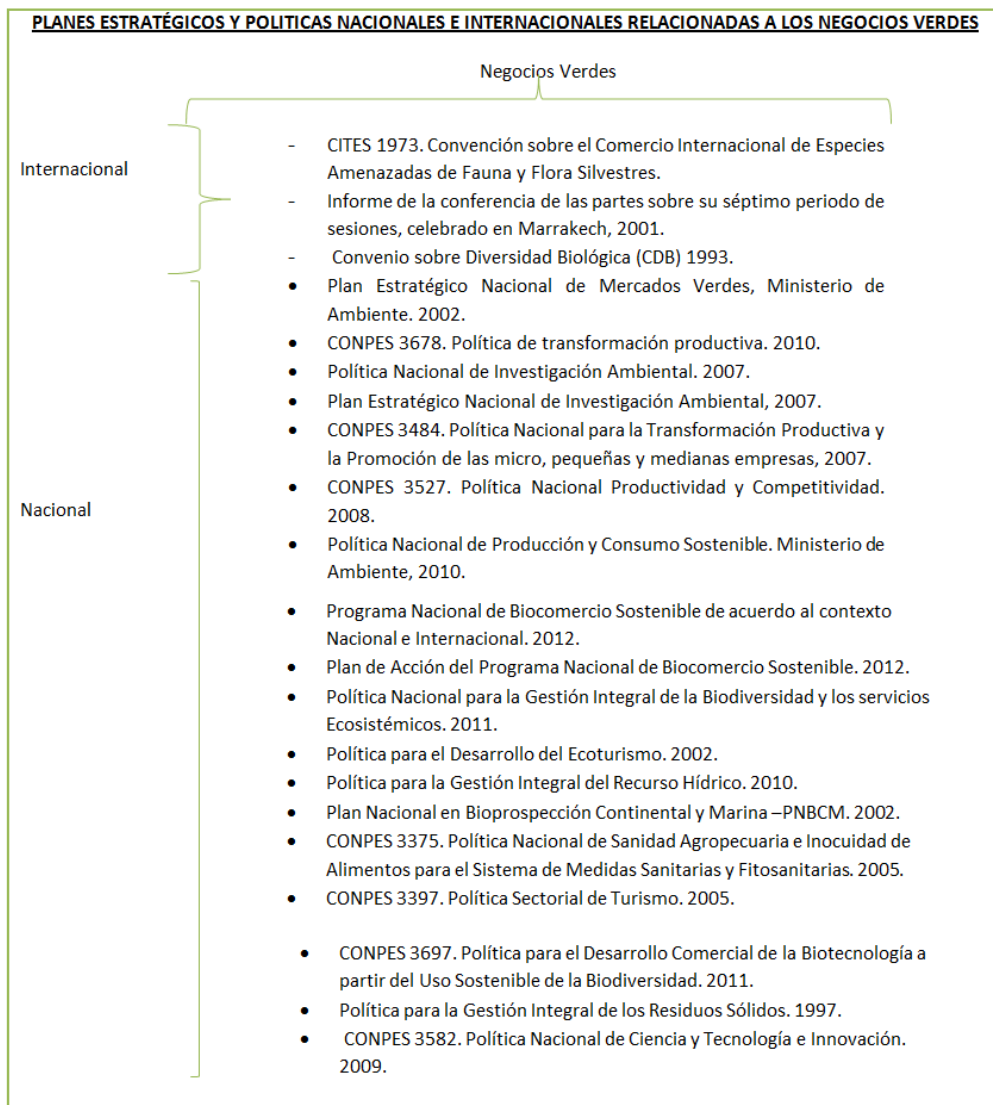 PLANES ESTRATÉGICOS Y POLITICAS NACIONALES E INTERNACIONALES RELACIONADAS A LOS NEGOCIOS VERDES
Negocios Verdes
Internacional
- CITES 1973. Convención sobre el Comercio Internacional de Especies
Amenazadas de Fauna y Flora Silvestres.
- Informe de la conferencia de las partes sobre su séptimo periodo de
sesiones, celebrado en Marrakech, 2001.
- Convenio sobre Diversidad Biológica (CDB) 1993.
Nacional
• Plan Estratégico Nacional de Mercados Verdes, Ministerio de
Ambiente. 2002.
• CONPES 3678. Política de transformación productiva. 2010.
• Política Nacional de Investigación Ambiental. 2007.
• Plan Estratégico Nacional de Investigación Ambiental, 2007.
• CONPES 3484. Política Nacional para la Transformación Productiva y
la Promoción de las micro, pequeñas y medianas empresas, 2007.
• CONPES 3527. Política Nacional Productividad y Competitividad.
2008.
• Política Nacional de Producción y Consumo Sostenible. Ministerio de
Ambiente, 2010.
• Programa Nacional de Biocomercio Sostenible de acuerdo al contexto
Nacional e Internacional. 2012.
• Plan de Acción del Programa Nacional de Biocomercio Sostenible. 2012.
• Política Nacional para la Gestión Integral de la Biodiversidad y los servicios
Ecosistémicos. 2011.
• Política para el Desarrollo del Ecoturismo. 2002.
• Política para la Gestión Integral del Recurso Hídrico. 2010.
• Plan Nacional en Bioprospección Continental y Marina –PNBCM. 2002.
• CONPES 3375. Política Nacional de Sanidad Agropecuaria e Inocuidad de
Alimentos para el Sistema de Medidas Sanitarias y Fitosanitarias. 2005.
• CONPES 3397. Política Sectorial de Turismo. 2005.
• CONPES 3697. Política para el Desarrollo Comercial de la Biotecnología a
partir del Uso Sostenible de la Biodiversidad. 2011.
• Política para la Gestión Integral de los Residuos Sólidos. 1997.
• CONPES 3582. Política Nacional de Ciencia y Tecnología e Innovación.
2009.